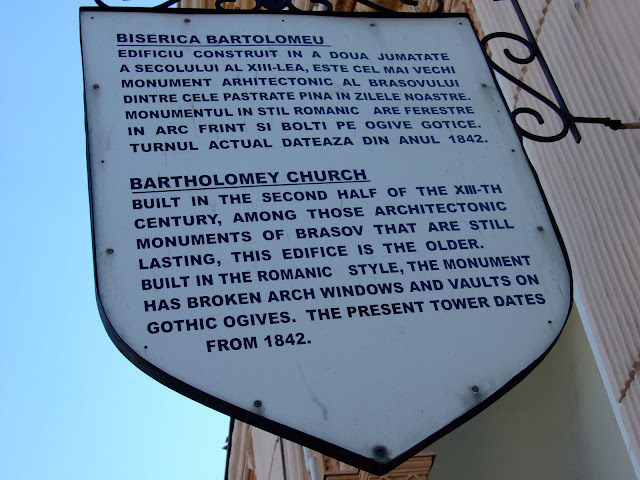 BISERICA BARTOLOMEU
EDIFICIU CONSTRUIT IN A DOUA JUMATATE
A SECOLULUI AL XIII-LEA, ESTE CEL MAI VECHI
MONUMENT ARHITECTONIC AL BRASOVULUI
DINTRE CELE PASTRATE PINA IN ZILELE NOASTRE.
MONUMENTUL IN STIL ROMANIC ARE FERESTRE
IN ARC FRINT SI BOLTI PE OGIVE GOTICE.
TURNUL ACTUAL DATEAZA DIN ANUL 1842.
BARTHOLOMEY CHURCH
BUILT IN THE SECOND HALF OF THE XIII-TH
CENTURY, AMONG THOSE ARCHITECTONIC
MONUMENTS OF BRASOV THAT ARE STILL
LASTING, THIS EDIFICE IS THE OLDER.
BUILT IN THE ROMANIC STYLE, THE MONUMENT
HAS BROKEN ARCH WINDOWS AND VAULTS ON
GOTHIC OGIVES. THE PRESENT TOWER DATES
FROM 1842.